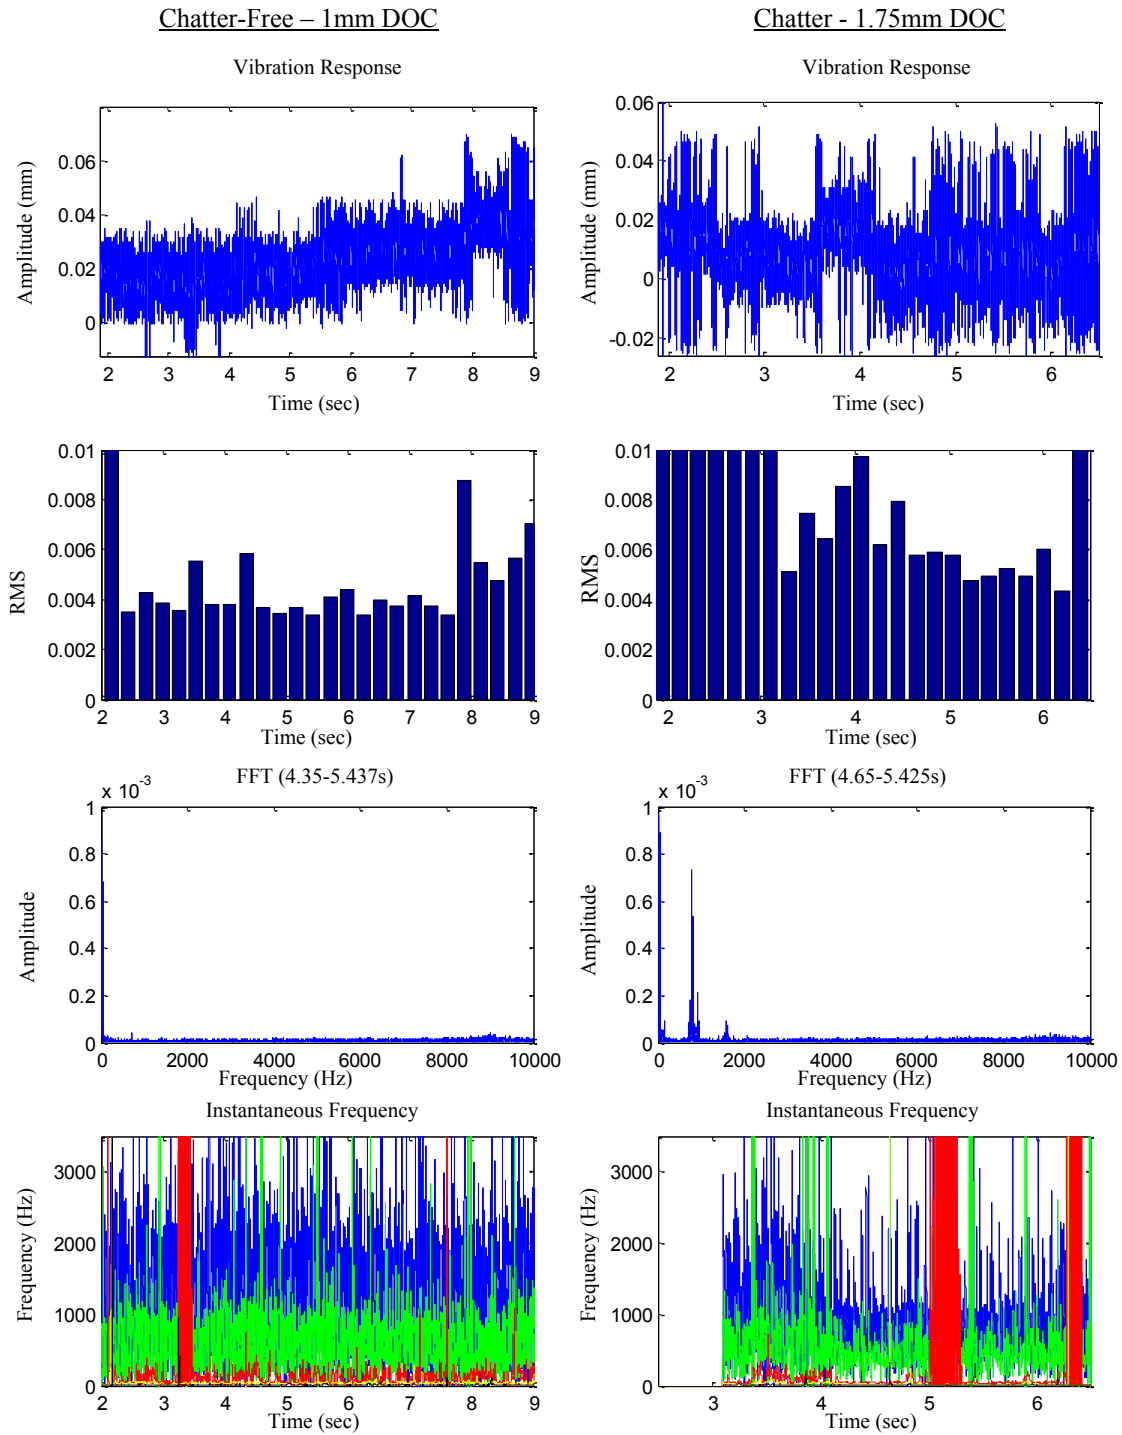 Chatter-Free – 1mm DOC
Vibration Response
Amplitude (mm)
0.06
0.04
0.02
0
2 3 4 5 6 7 8 9
Time (sec)
RMS
0.01
0.008
0.006
0.004
0.002
0
2 3 4 5 6 7 8 9
Time (sec)
FFT (4.35-5.437s)
x 10-3
Amplitude
1
0.8
0.6
0.4
0.2
0
0 2000 4000 6000 8000 10000
Frequency (Hz)
Instantaneous Frequency
Frequency (Hz)
3000
2000
1000
0
2 3 4 5 6 7 8 9
Time (sec)
Chatter - 1.75mm DOC
Vibration Response
Amplitude (mm)
0.06
0.04
0.02
0
-0.02
2 3 4 5 6
Time (sec)
RMS
0.01
0.008
0.006
0.004
0.002
0
2 3 4 5 6
Time (sec)
FFT (4.65-5.425s)
x 10-3
Amplitude
1
0.8
0.6
0.4
0.2
0
0 2000 4000 6000 8000 10000
Frequency (Hz)
Instantaneous Frequency
Frequency (Hz)
3000
2000
1000
0
3 4 5 6
Time (sec)